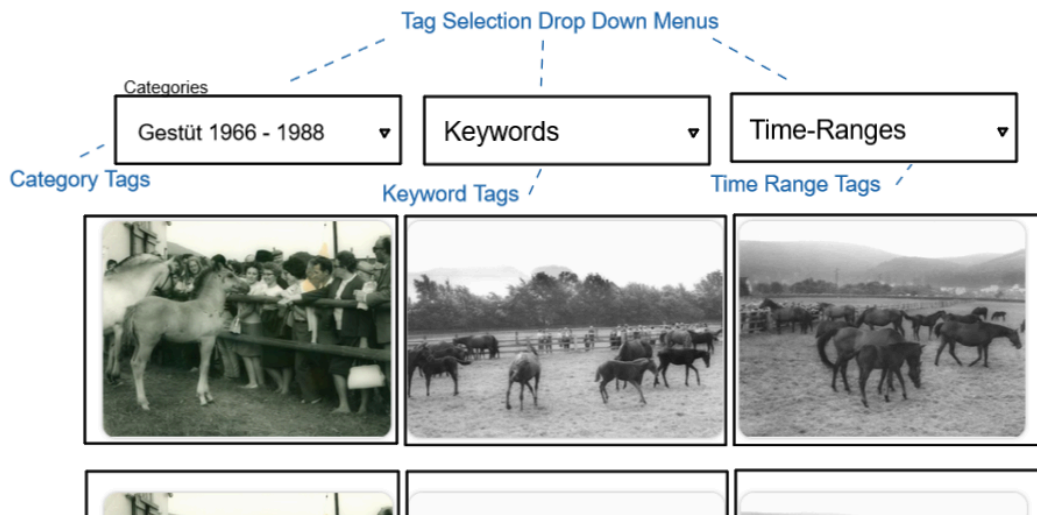 Tag Selection Drop Down Menus
Categories
Gestüt 1966 - 1988
Keywords
Time-Ranges
Category Tags
Keyword Tags
Time Range Tags